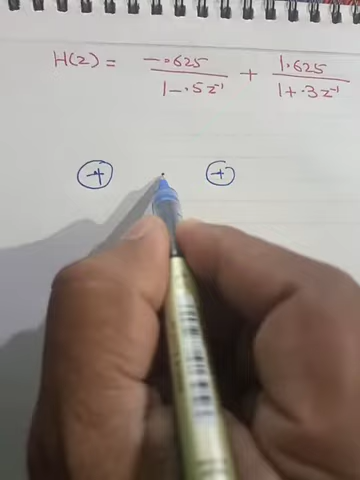 H(z) = -.625 / 1-.5z⁻¹ + 1.625 / 1+.3z⁻¹
+ +